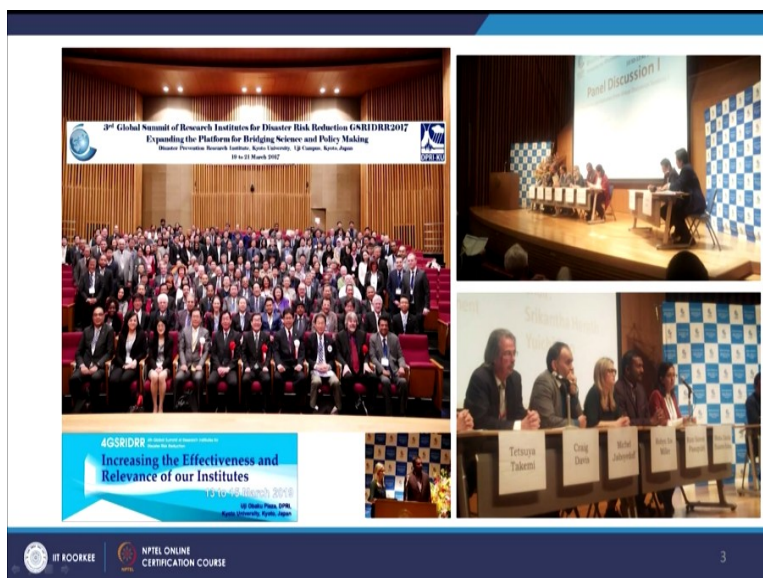 3rd Global Summit of Research Institutes for Disaster Risk Reduction GSRIDRR2017
Expanding the Platform for Bridging Science and Policy Making
Disaster Prevention Research Institute, Kyoto University, Uji Campus, Kyoto, Japan
19 to 21 March 2017
DPRI-KU
Panel Discussion I
4GSRIDRR
Increasing the Effectiveness and
Relevance of our Institutes
13 to 15 March 2019
Uji Obaku Plaza, DPRI,
Kyoto University, Kyoto, Japan
Srikantha
Tetsuya
Takemi
Craig
Davis
Michel
IIT ROORKEE
NPTEL ONLINE
CERTIFICATION COURSE
3